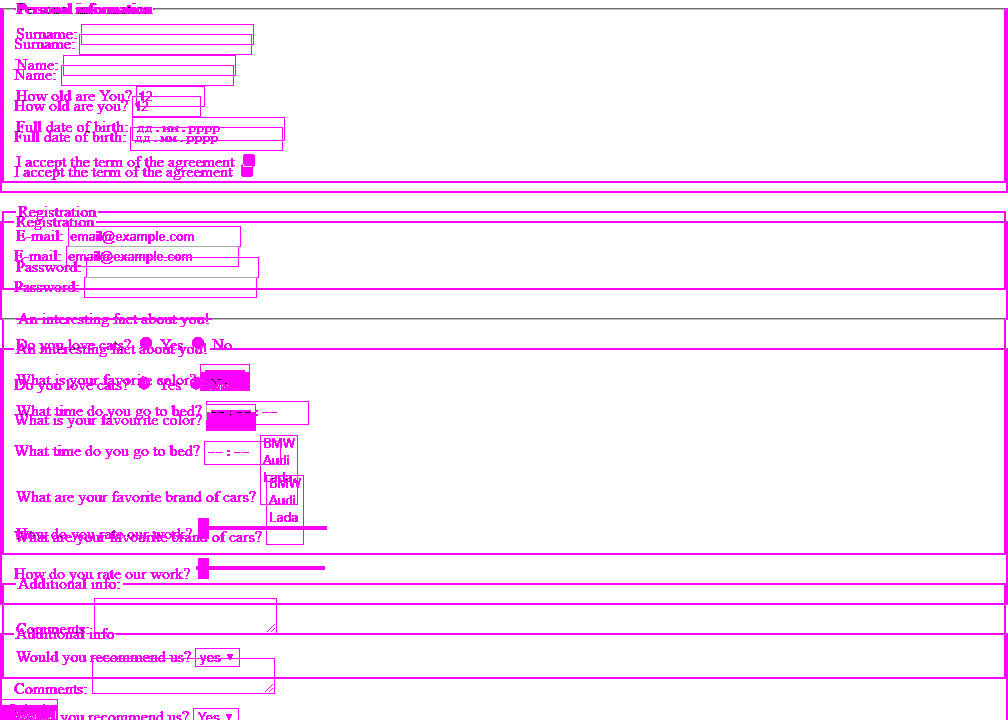 Personal information
Surname:
Surname:
Name:
Name:
How old are You? 12
How old are you? 12
Full date of birth: дд.мм.рррр
Full date of birth: дд.мм.рррр
I accept the term of the agreement
I accept the term of the agreement
Registration
Registration
E-mail: email@example.com
E-mail: email@example.com
Password:
Password:
An interesting fact about you!
Do you love cats? Yes No
An interesting fact about you!
What is your favorite color?
Do you love cats? Yes
What time do you go to bed? --:--
What is your favourite color?
What time do you go to bed? --:--
BMW
Audi
Lada
BMW
What are your favorite brand of cars? Audi
Lada
How do you rate our work?
What are your favourite brand of cars?
How do you rate our work?
Additional info:
Comments:
Additional info
Would you recommend us? yes
Comments:
you recommend us? Yes